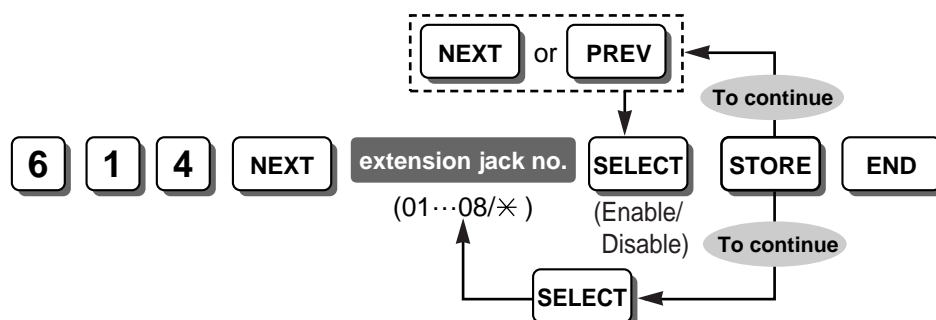 NEXT or PREV
To continue
6 1 4 NEXT extension jack no. SELECT STORE END
(01···08/✳) (Enable/
Disable)
To continue
SELECT